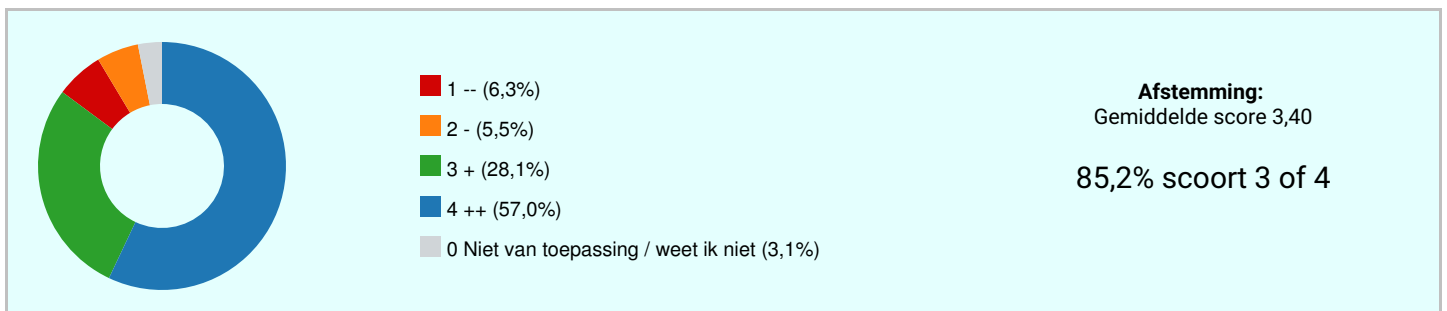 1 -- (6,3%)
2 - (5,5%)
3 + (28,1%)
4 ++ (57,0%)
0 Niet van toepassing / weet ik niet (3,1%)
Afstemming:
Gemiddelde score 3,40
85,2% scoort 3 of 4